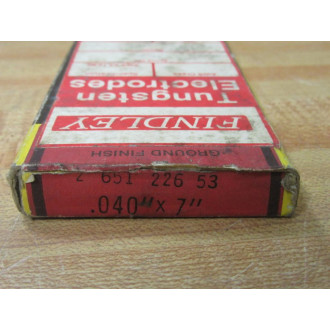 Electrodes
Tungsten
FINDLEY
GROUND FINISH
2 651 226 53
.040" x 7"